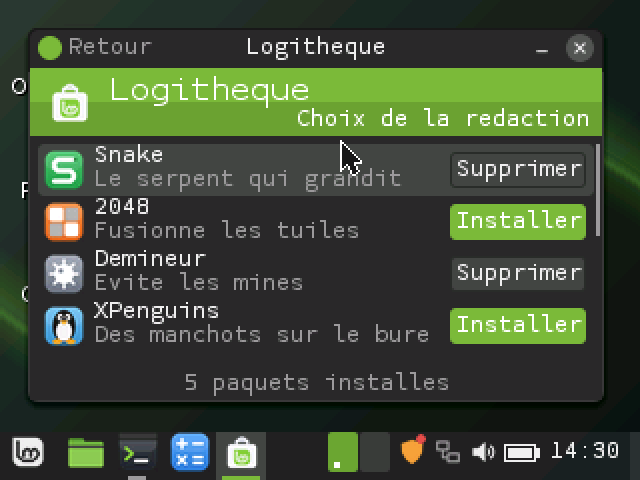 Retour
Logitheque
Logitheque
Choix de la redaction
Snake
Le serpent qui grandit
Supprimer
2048
Fusionne les tuiles
Installer
Demineur
Evite les mines
Supprimer
XPenguins
Des manchots sur le bure
Installer
5 paquets installes
14:30